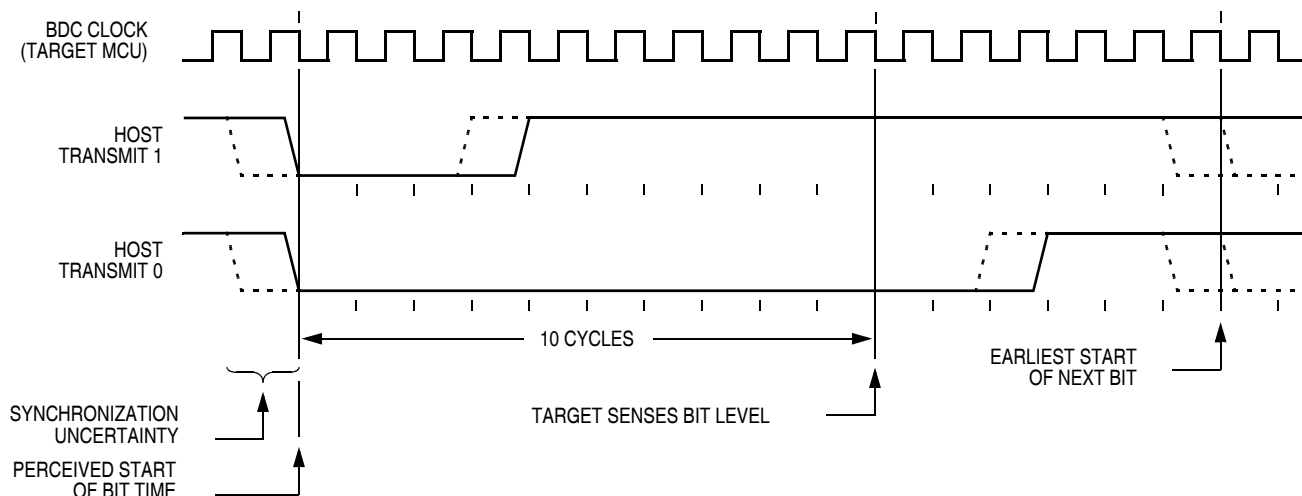 BDC CLOCK
(TARGET MCU)
HOST
TRANSMIT 1
HOST
TRANSMIT 0
10 CYCLES
EARLIEST START
OF NEXT BIT
SYNCHRONIZATION
UNCERTAINTY
TARGET SENSES BIT LEVEL
PERCEIVED START
OF BIT TIME